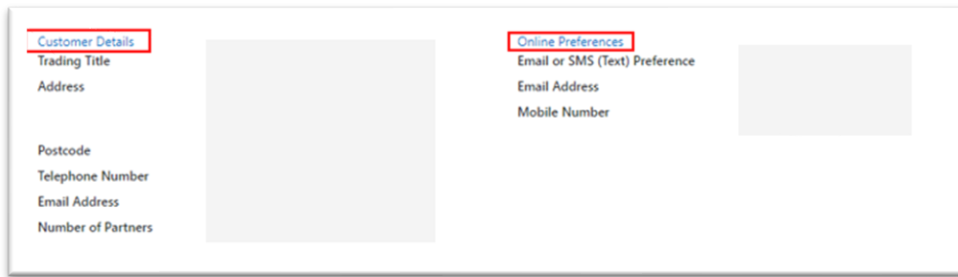 Customer Details
Trading Title
Address
Postcode
Telephone Number
Email Address
Number of Partners
Online Preferences
Email or SMS (Text) Preference
Email Address
Mobile Number